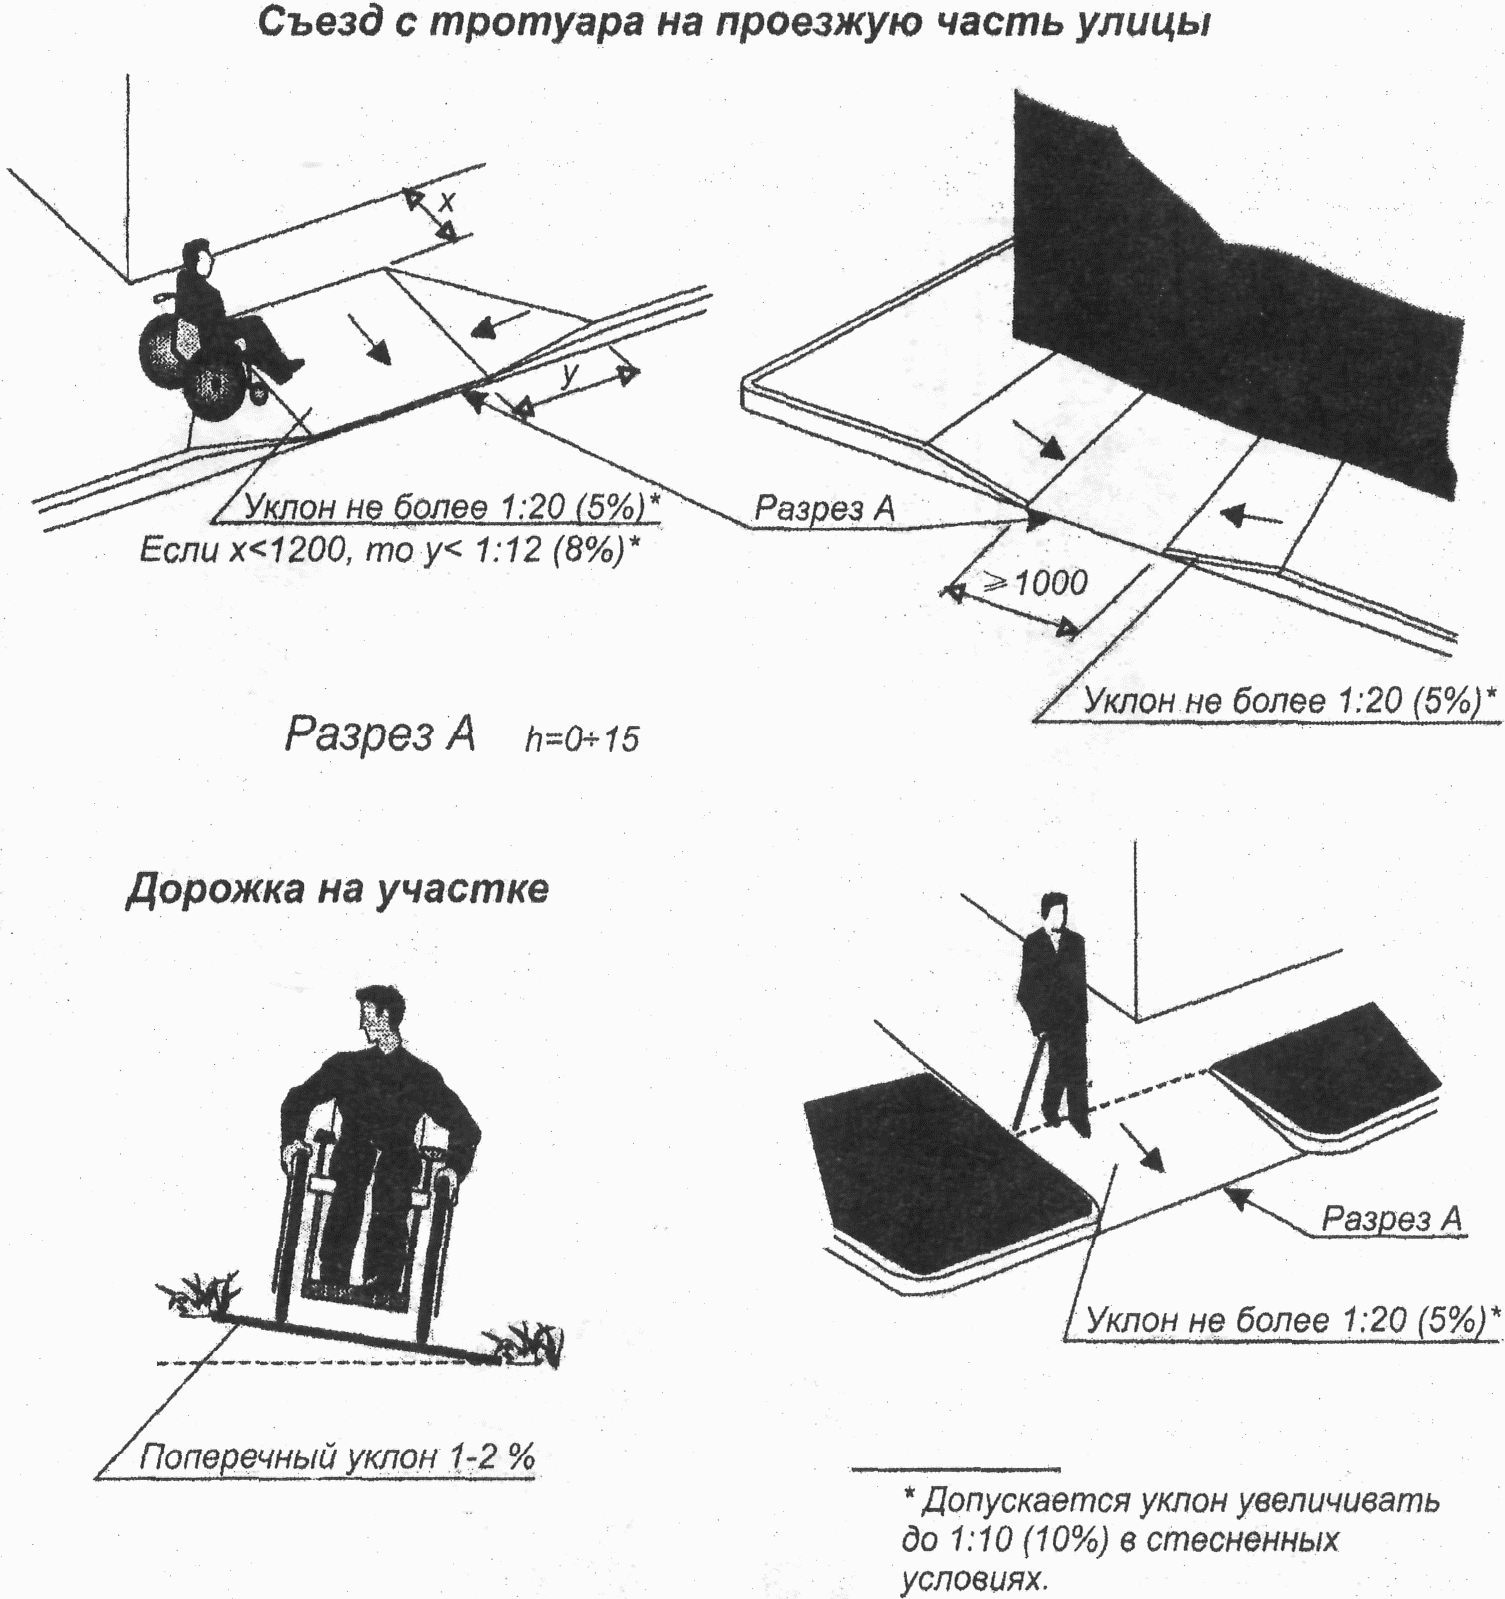 Съезд с тротуара на проезжую часть улицы
x
y
Уклон не более 1:20 (5%)*
Если x<1200, то y< 1:12 (8%)*
Разрез А
⩾1000
Уклон не более 1:20 (5%)*
Разрез А h=0÷15
Дорожка на участке
Поперечный уклон 1-2 %
Разрез А
Уклон не более 1:20 (5%)*
* Допускается уклон увеличивать
до 1:10 (10%) в стесненных
условиях.